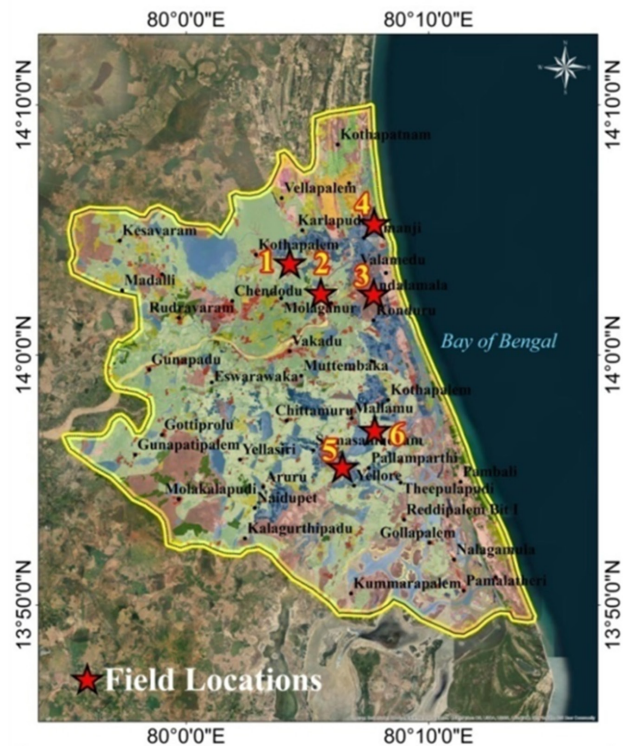 80°0'0"E 80°10'0"E
14°10'0"N 14°10'0"N
Kothapatnam
Vellapalem
4
Karlapud
Kesavaram
Kothapalem
1 2
Valamedu
3
Madalli
Chendodu
Rudravaram
Molaganur
Konduru
14°0'0"N 14°0'0"N
Vakadu
Bay of Bengal
Gunapadu
Muttembaka
Eswarawaka
Kothapalem
Chittamuru Mallamu
Gottiprolu
6
Gunapatipalem
Yellasiri
5
Pallamparthi
Pambali
Aruru
Yellore
Molakalapudi
Theepulapudi
Naidupet
Reddipalem Bit I
Kalagurthipadu
Gollapalem
Nalagamula
Kummarapalem
13°50'0"N 13°50'0"N
Field Locations
80°0'0"E 80°10'0"E